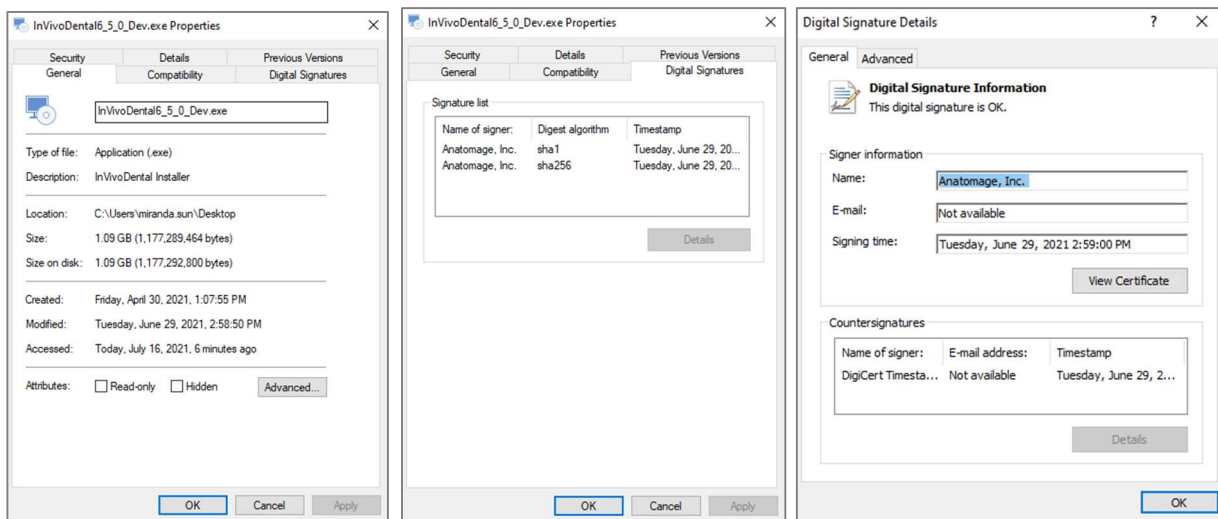 InVivoDental6_5_0_Dev.exe Properties
Security Details Previous Versions
General Compatibility Digital Signatures
InVivoDental6_5_0_Dev.exe
Type of file: Application (.exe)
Description: InVivoDental Installer
Location: C:\Users\miranda.sun\Desktop
Size: 1.09 GB (1,177,289,464 bytes)
Size on disk: 1.09 GB (1,177,292,800 bytes)
Created: Friday, April 30, 2021, 1:07:55 PM
Modified: Tuesday, June 29, 2021, 2:58:50 PM
Accessed: Today, July 16, 2021, 6 minutes ago
Attributes: Read-only Hidden Advanced...
OK Cancel Apply
InVivoDental6_5_0_Dev.exe Properties
Security Details Previous Versions
General Compatibility Digital Signatures
Signature list
Name of signer: Digest algorithm Timestamp
Anatomage, Inc. sha1 Tuesday, June 29, 20...
Anatomage, Inc. sha256 Tuesday, June 29, 20...
Details
OK Cancel Apply
Digital Signature Details ?
General Advanced
Digital Signature Information
This digital signature is OK.
Signer information
Name: Anatomage, Inc.
E-mail: Not available
Signing time: Tuesday, June 29, 2021 2:59:00 PM
View Certificate
Countersignatures
Name of signer: E-mail address: Timestamp
DigiCert Timesta... Not available Tuesday, June 29, 2...
Details
OK